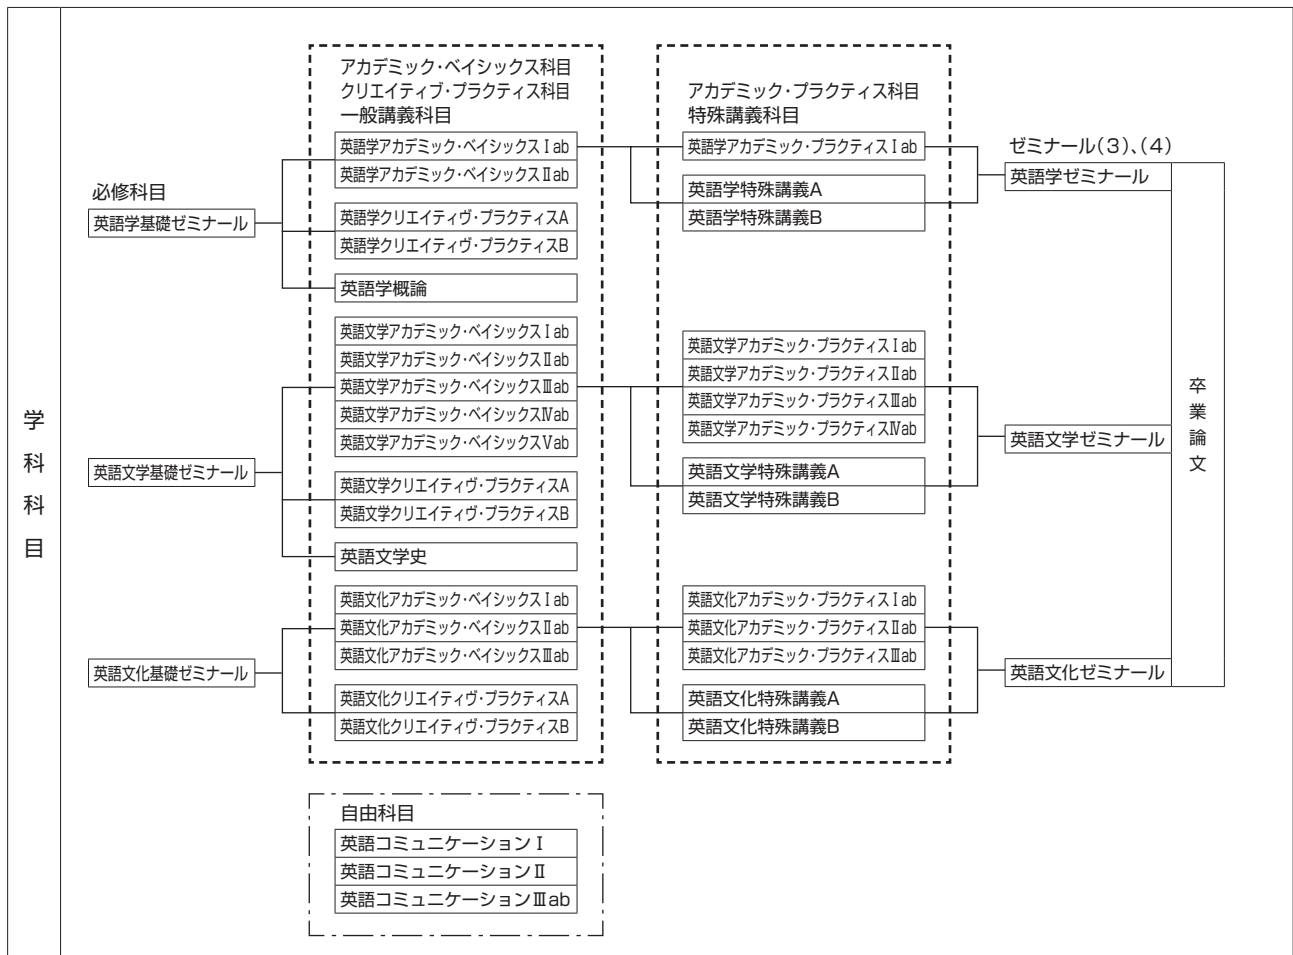 学科科目
必修科目
英語学基礎ゼミナール
英語文学基礎ゼミナール
英語文化基礎ゼミナール
アカデミック・ベイシックス科目
クリエイティブ・プラクティス科目
一般講義科目
英語学アカデミック・ベイシックスⅠab
英語学アカデミック・ベイシックスⅡab
英語学クリエイティヴ・プラクティスA
英語学クリエイティヴ・プラクティスB
英語学概論
英語文学アカデミック・ベイシックスⅠab
英語文学アカデミック・ベイシックスⅡab
英語文学アカデミック・ベイシックスⅢab
英語文学アカデミック・ベイシックスⅣab
英語文学アカデミック・ベイシックスⅤab
英語文学クリエイティヴ・プラクティスA
英語文学クリエイティヴ・プラクティスB
英語文学史
英語文化アカデミック・ベイシックスⅠab
英語文化アカデミック・ベイシックスⅡab
英語文化アカデミック・ベイシックスⅢab
英語文化クリエイティヴ・プラクティスA
英語文化クリエイティヴ・プラクティスB
アカデミック・プラクティス科目
特殊講義科目
英語学アカデミック・プラクティスⅠab
英語学特殊講義A
英語学特殊講義B
英語文学アカデミック・プラクティスⅠab
英語文学アカデミック・プラクティスⅡab
英語文学アカデミック・プラクティスⅢab
英語文学アカデミック・プラクティスⅣab
英語文学特殊講義A
英語文学特殊講義B
英語文化アカデミック・プラクティスⅠab
英語文化アカデミック・プラクティスⅡab
英語文化アカデミック・プラクティスⅢab
英語文化特殊講義A
英語文化特殊講義B
ゼミナール(3)、(4)
英語学ゼミナール
英語文学ゼミナール
英語文化ゼミナール
卒業論文
自由科目
英語コミュニケーションⅠ
英語コミュニケーションⅡ
英語コミュニケーションⅢab